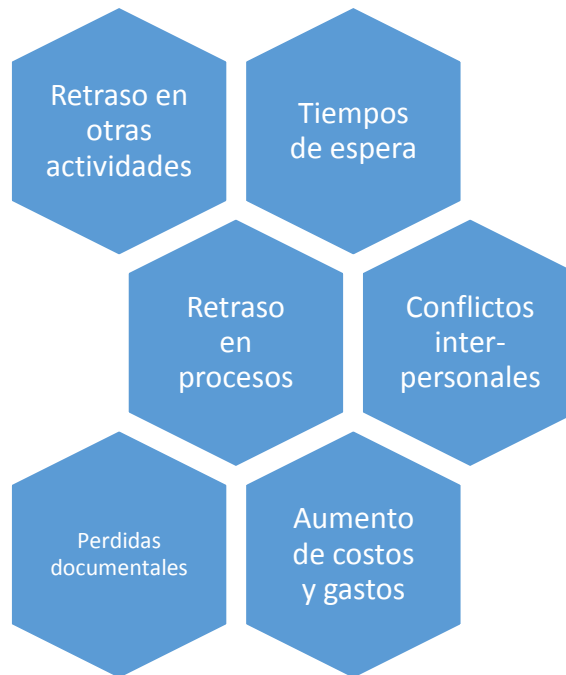 Retraso en
otras
actividades
Tiempos
de espera
Retraso
en
procesos
Conflictos
inter-
personales
Perdidas
documentales
Aumento
de costos
y gastos